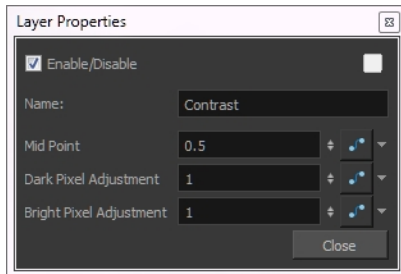 Layer Properties
Enable/Disable
Name: Contrast
Mid Point 0.5
Dark Pixel Adjustment 1
Bright Pixel Adjustment 1
Close